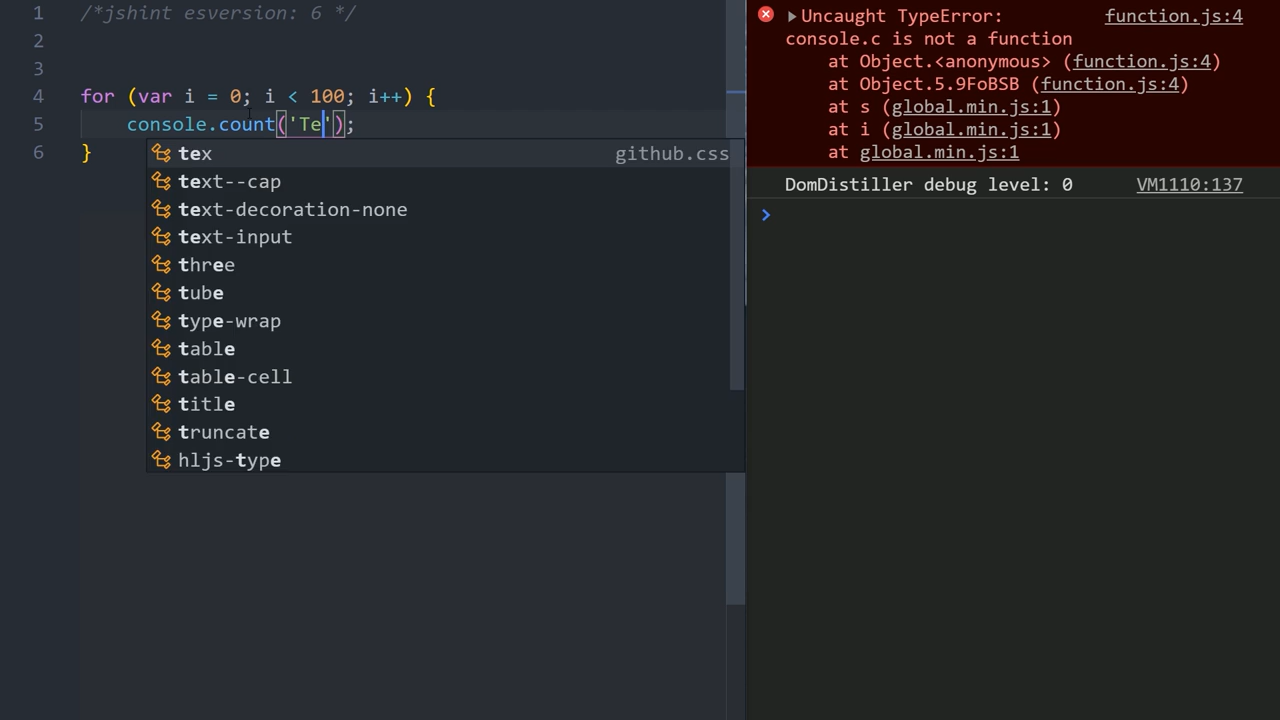 1 /*jshint esversion: 6 */
2
3
4 for (var i = 0; i < 100; i++) {
5 console.count('Te');
6 }
tex github.css
text--cap
text-decoration-none
text-input
three
tube
type-wrap
table
table-cell
title
truncate
hljs-type
Uncaught TypeError: function.js:4
console.c is not a function
at Object.<anonymous> (function.js:4)
at Object.5.9FoBSB (function.js:4)
at s (global.min.js:1)
at i (global.min.js:1)
at global.min.js:1
DomDistiller debug level: 0 VM1110:137
>